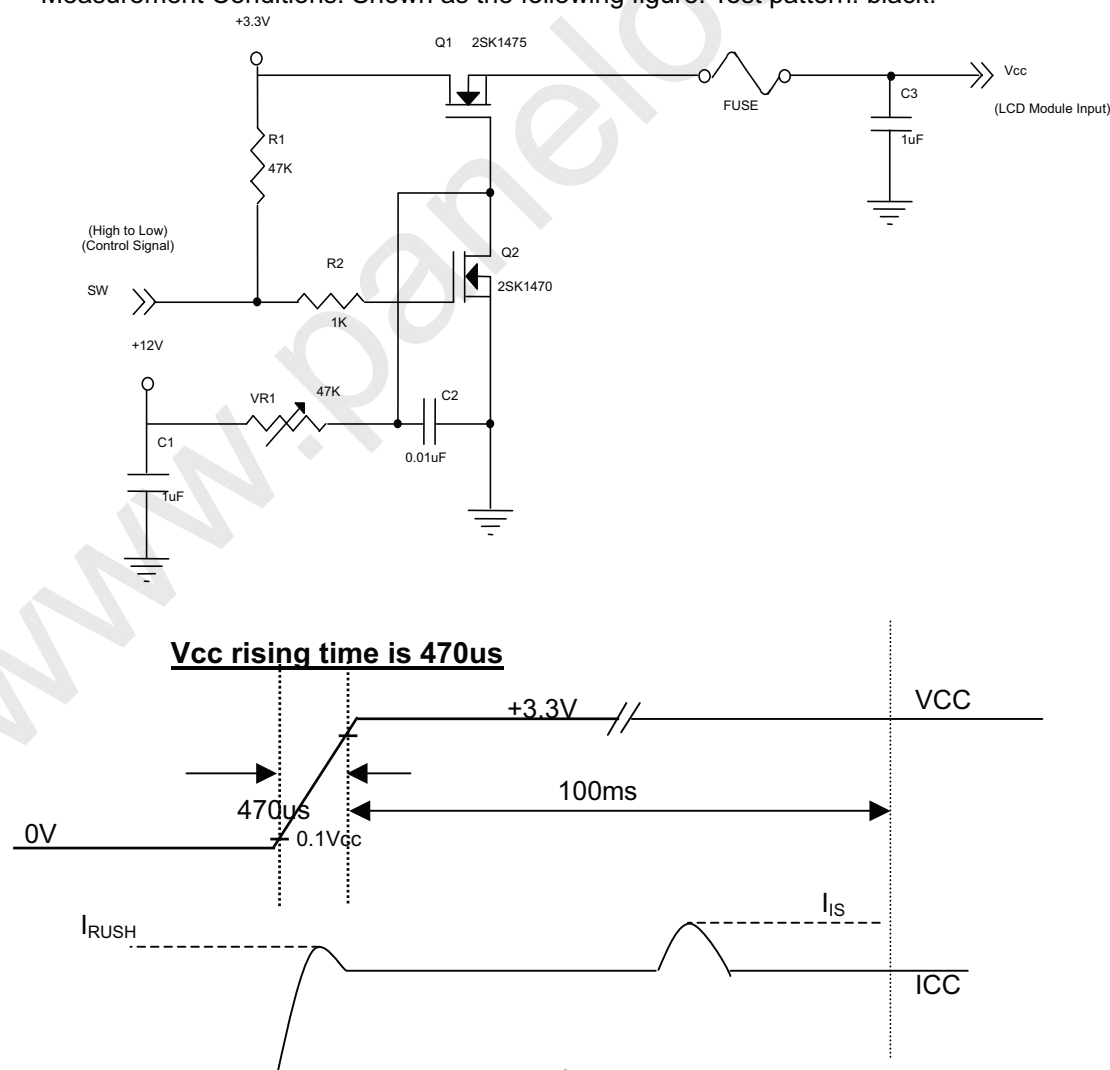 Measurement Conditions: Shown as the following figure. Test pattern: black.
+3.3V
Q1 2SK1475
Vcc
FUSE
C3
(LCD Module Input)
R1
1uF
47K
(High to Low)
(Control Signal)
Q2
R2
2SK1470
SW
1K
+12V
47K
VR1
C2
C1
0.01uF
1uF
Vcc rising time is 470us
+3.3V
VCC
470us
100ms
0V
0.1Vcc
IRUSH
IIS
ICC
www.panelo